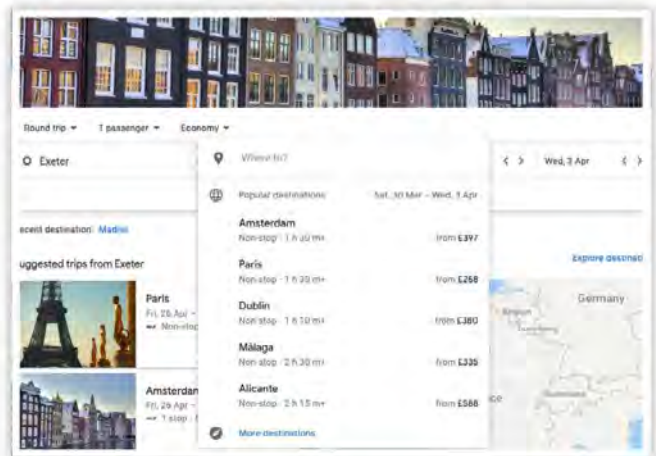 Round trip 1 passenger Economy
Exeter
Where to?
Wed, 3 Apr
Popular destinations Sat, 30 Mar – Wed, 3 Apr
Amsterdam
Non-stop · 1 h 30 m+ from £397
Paris
Non-stop · 1 h 30 m+ from £268
Dublin
Non-stop · 1 h 10 m+ from £380
Málaga
Non-stop · 2 h 30 m+ from £335
Alicante
Non-stop · 2 h 15 m+ from £588
More destinations
ecent destination: Madrid
uggested trips from Exeter
Explore destinati
Paris
Fri, 26 Apr –
Non-stop
Amsterdam
Fri, 26 Apr –
1 stop ·
Germany
Belgium